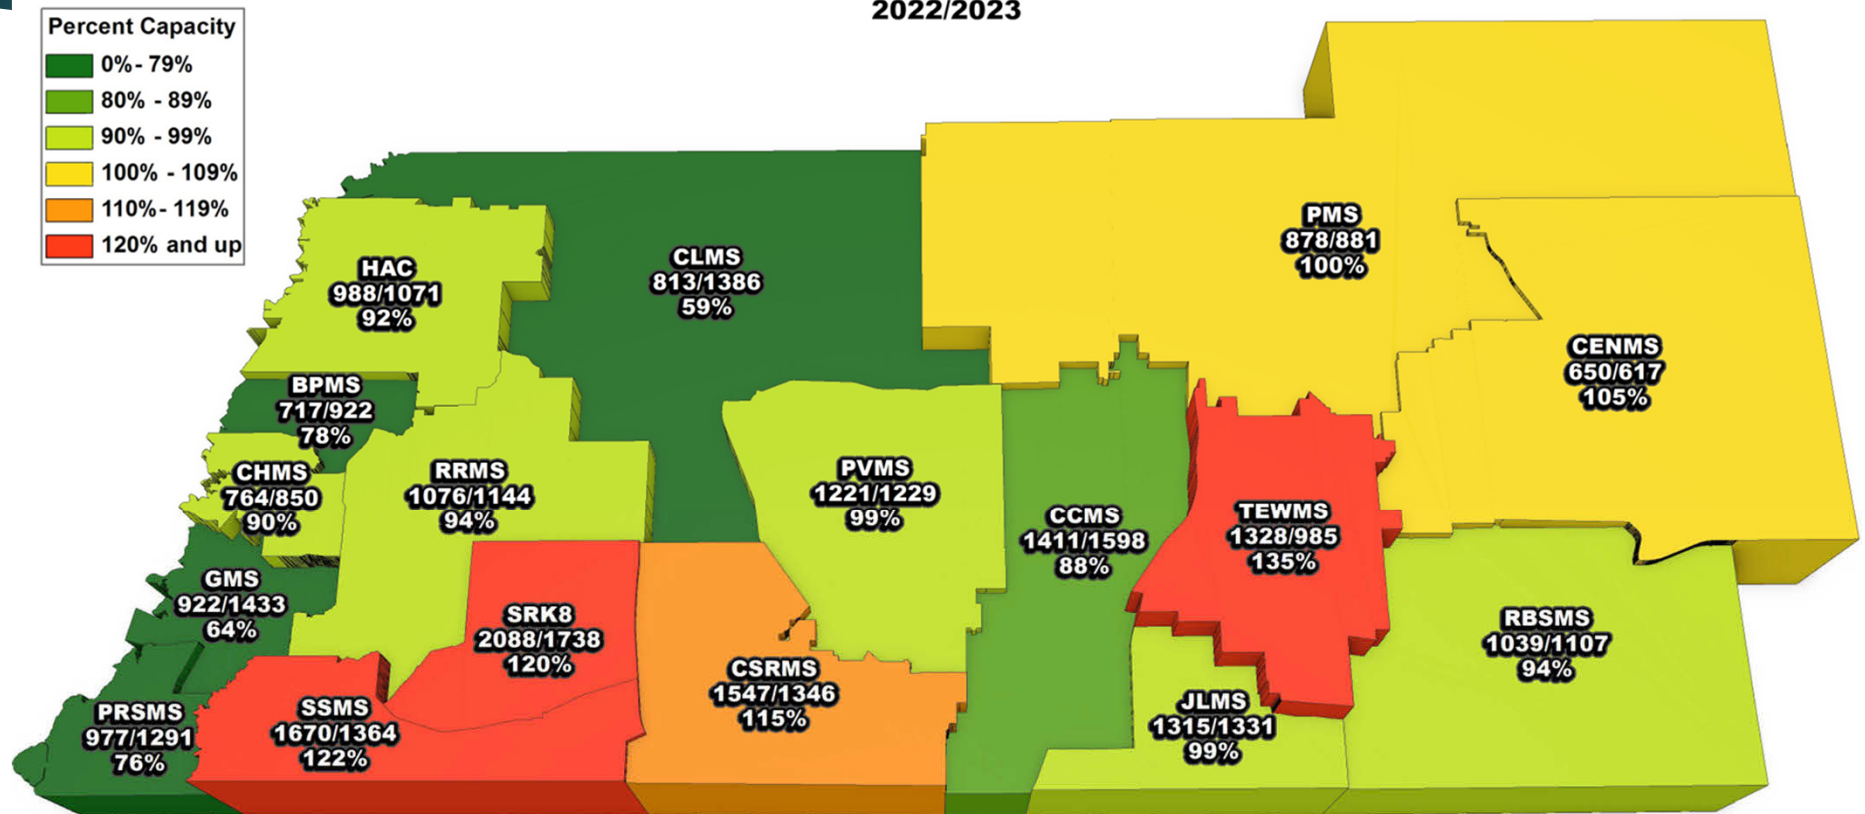 2022/2023
Percent Capacity
0%- 79%
80% - 89%
90% - 99%
100% - 109%
110%- 119%
120% and up
PMS
878/881
100%
CLMS
813/1386
59%
HAC
988/1071
92%
CENMS
650/617
105%
BPMS
717/922
78%
CHMS
764/850
90%
RRMS
1076/1144
94%
PVMS
1221/1229
99%
CCMS
1411/1598
88%
TEWMS
1328/985
135%
GMS
922/1433
64%
SRK8
2088/1738
120%
CSRMS
1547/1346
115%
RBSMS
1039/1107
94%
PRSMS
977/1291
76%
SSMS
1670/1364
122%
JLMS
1315/1331
99%